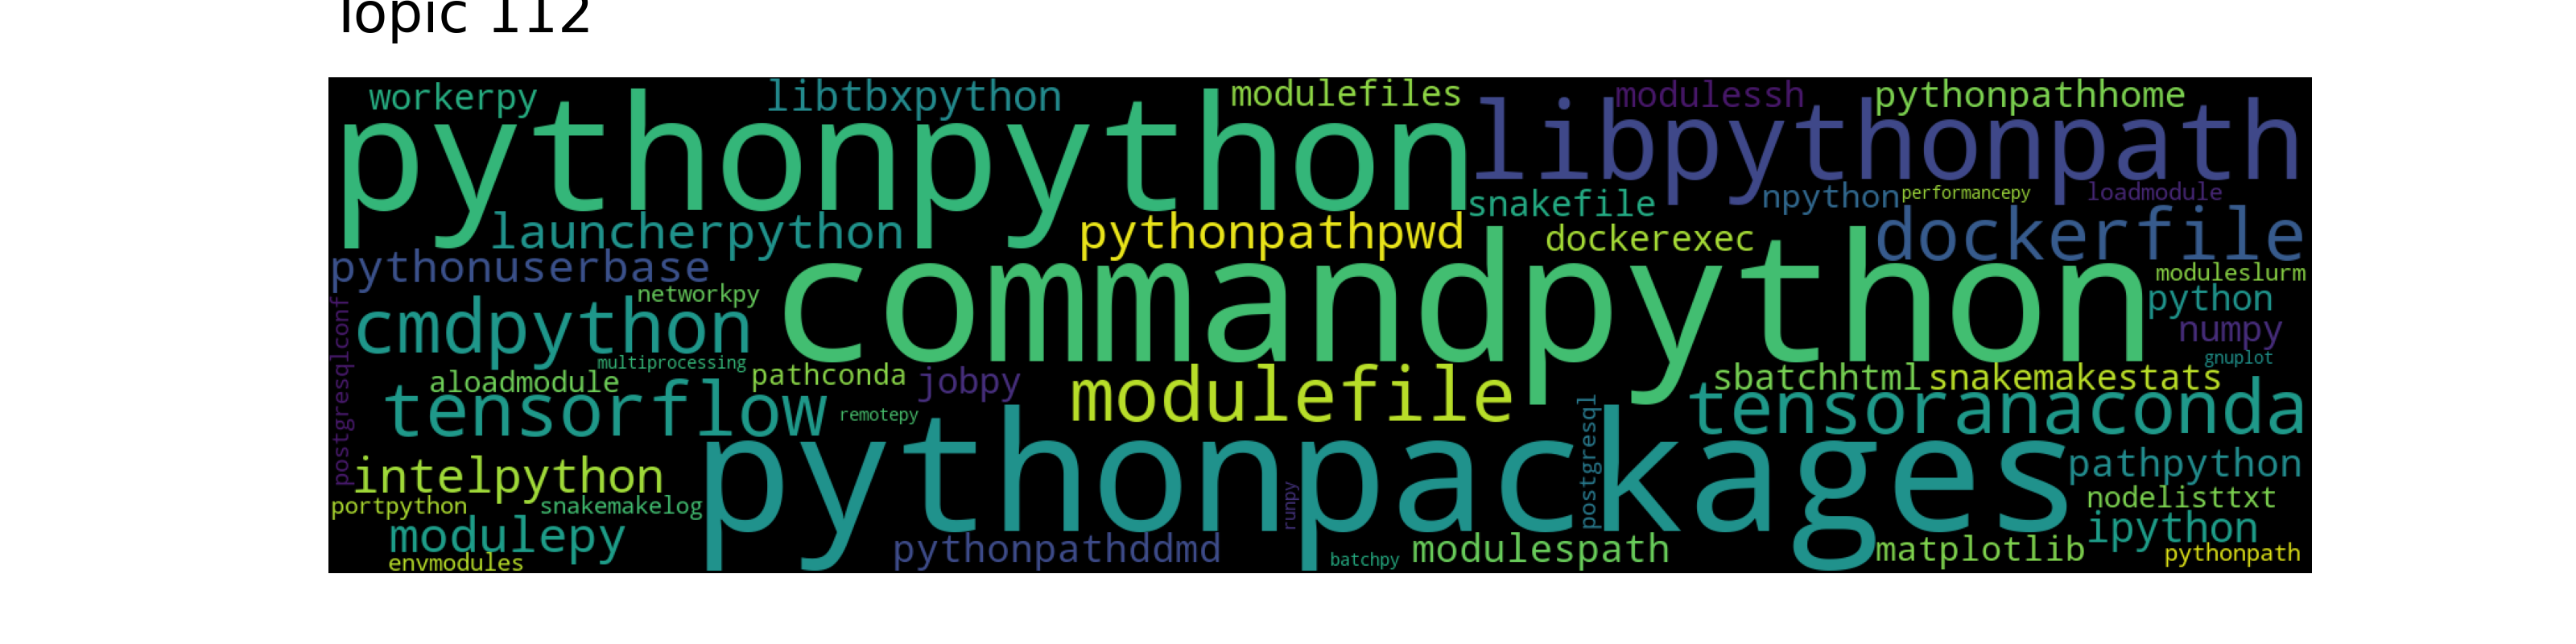 Topic 112
workerpy libtbxpython modulefiles modulessh pythonpathhome
pythonpython libpythonpath
snakefile npython performancepy loadmodule
launcherpython pythonpathpwd dockerexec dockerfile
pythonuserbase commandpython moduleslurm
networkpy python
cmdpython numpy
postgresqlconf multiprocessing gnuplot
aloadmodule pathconda jobpy modulefile sbatchhtml snakemakestats
tensorflow remotepy tensoranaconda
intelpython pythonpackages postgresql pathpython
portpython snakemakelog runpy nodelisttxt
modulepy pythonpathddmd modulespath matplotlib ipython
envmodules batchpy pythonpath